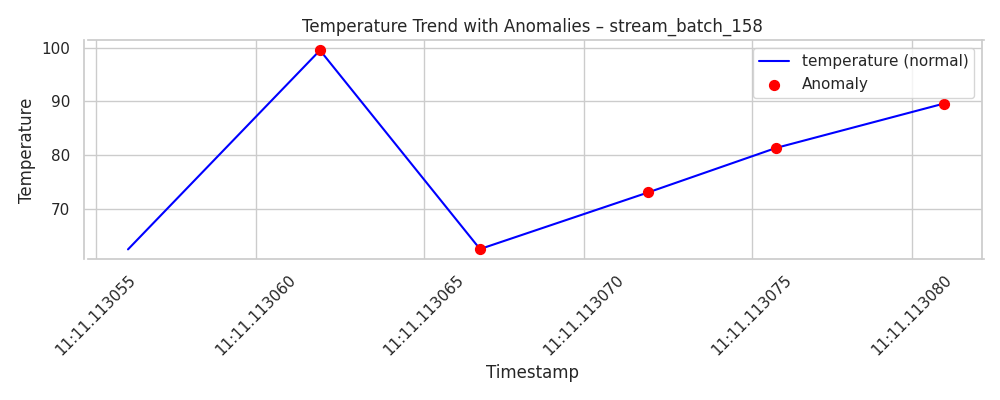 Temperature Trend with Anomalies – stream_batch_158
100
90
80
70
Temperature
temperature (normal)
Anomaly
11:11.113055
11:11.113060
11:11.113065
11:11.113070
11:11.113075
11:11.113080
Timestamp